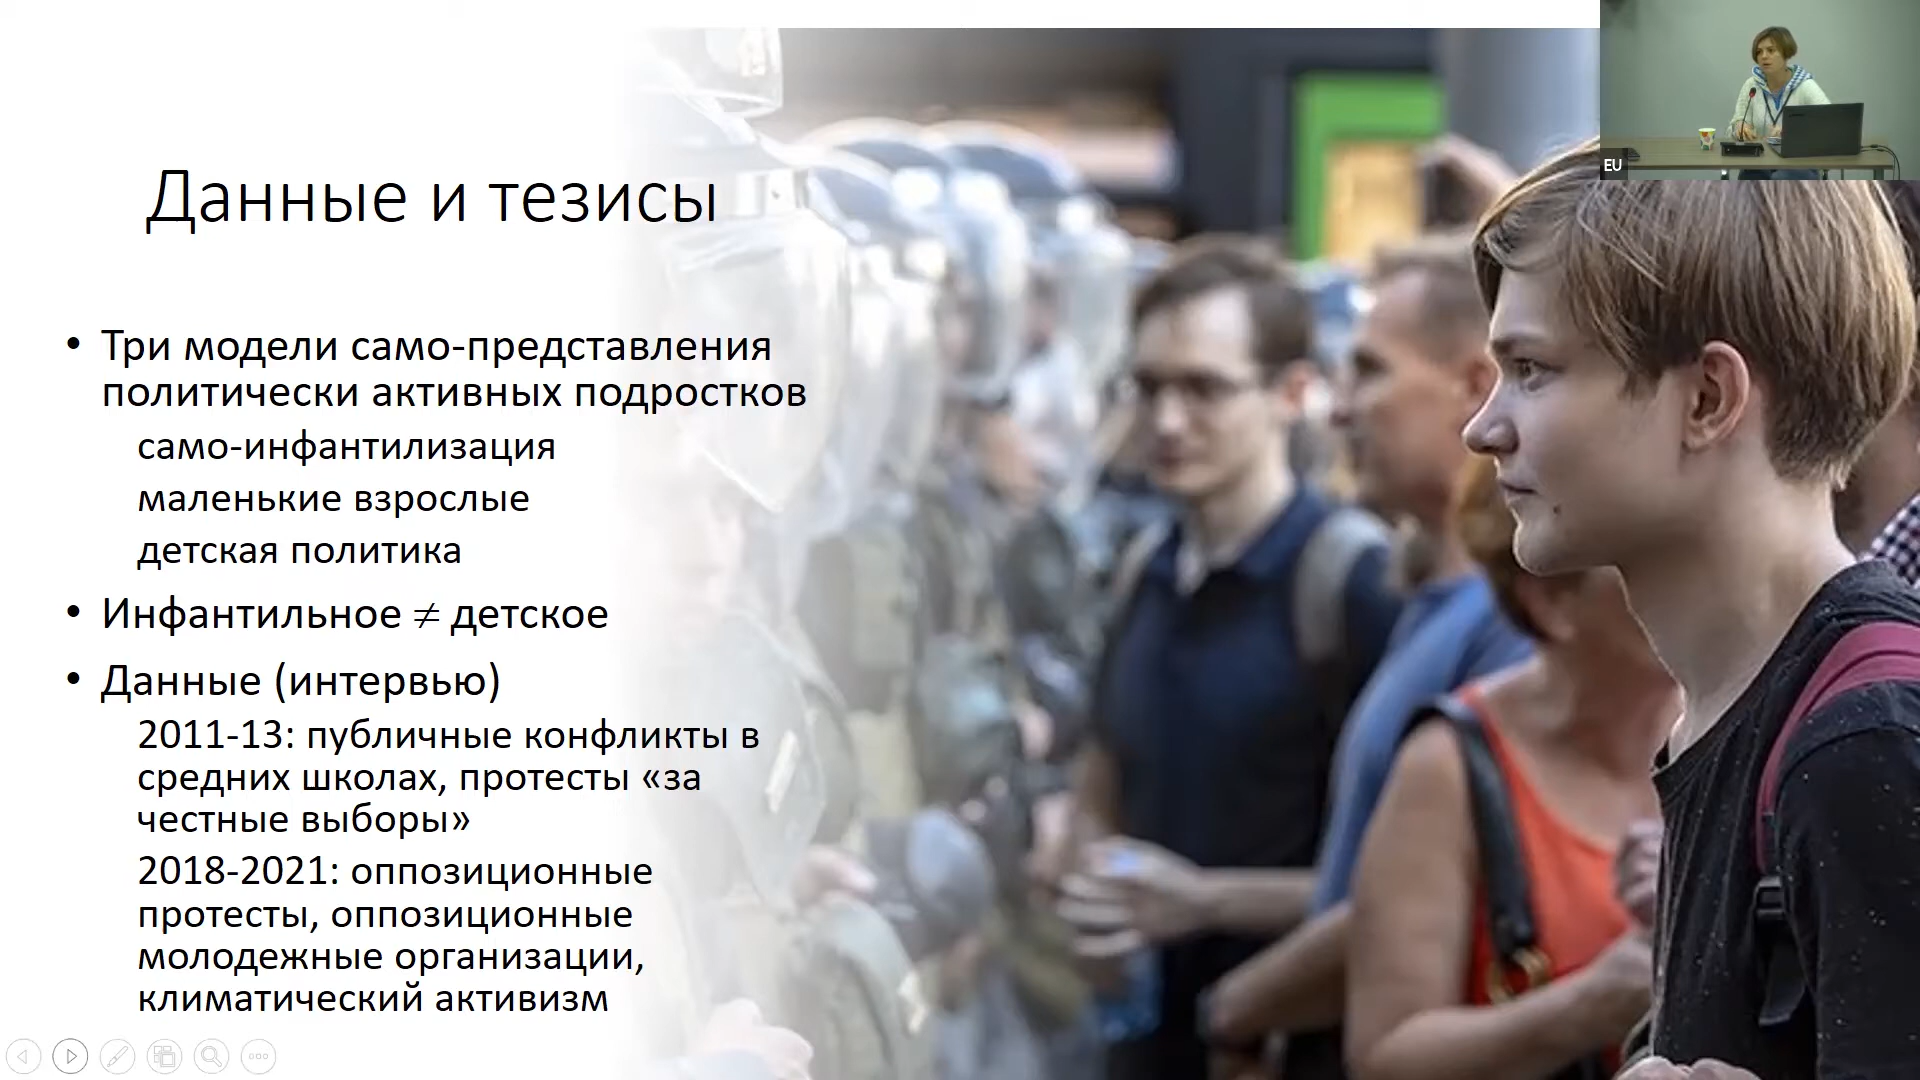 Данные и тезисы
• Три модели само-представления
политически активных подростков
само-инфантилизация
маленькие взрослые
детская политика
• Инфантильное ≠ детское
• Данные (интервью)
2011-13: публичные конфликты в
средних школах, протесты «за
честные выборы»
2018-2021: оппозиционные
протесты, оппозиционные
молодежные организации,
климатический активизм
EU